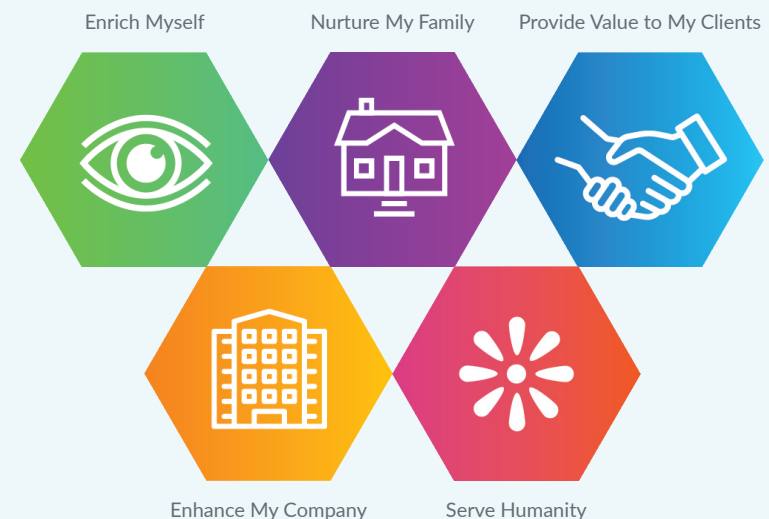 Enrich Myself
Nurture My Family
Provide Value to My Clients
Enhance My Company
Serve Humanity